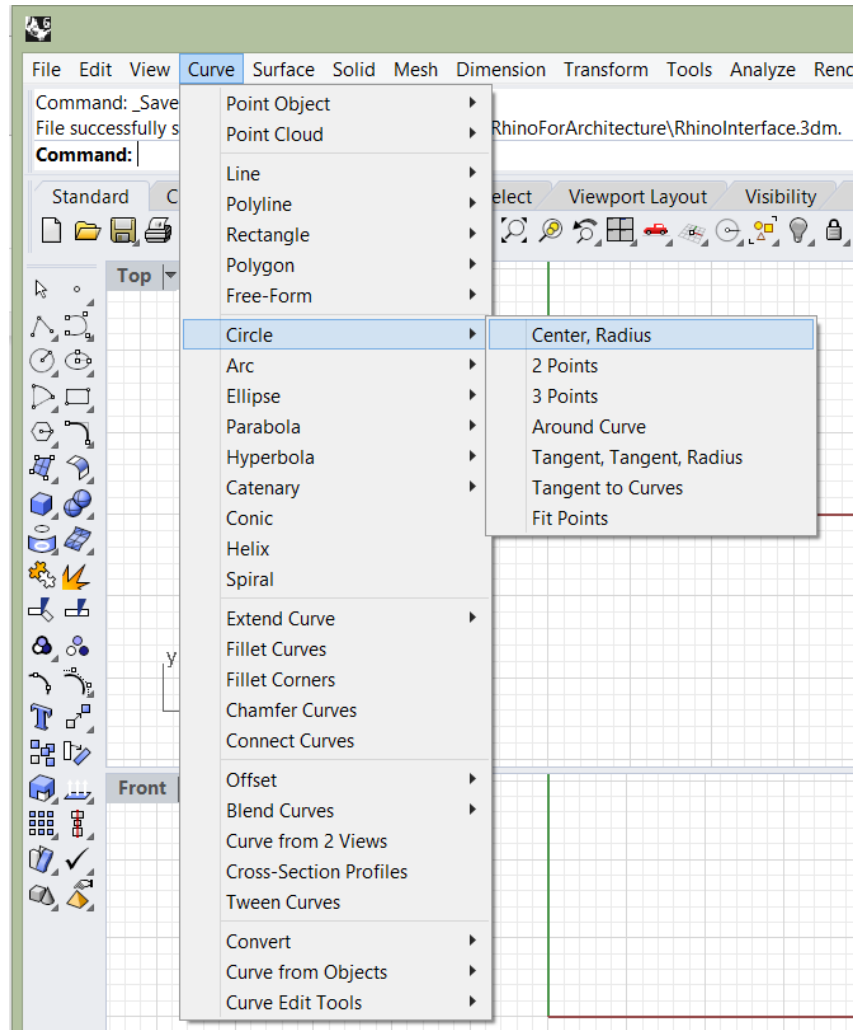 6
File Edit View Curve Surface Solid Mesh Dimension Transform Tools Analyze Rend
Command: _Save
File successfully s RhinoForArchitecture\RhinoInterface.3dm.
Command:
Standard C elect Viewport Layout Visibility
Top
Front
y
Point Object
Point Cloud
Line
Polyline
Rectangle
Polygon
Free-Form
Circle
Arc
Ellipse
Parabola
Hyperbola
Catenary
Conic
Helix
Spiral
Extend Curve
Fillet Curves
Fillet Corners
Chamfer Curves
Connect Curves
Offset
Blend Curves
Curve from 2 Views
Cross-Section Profiles
Tween Curves
Convert
Curve from Objects
Curve Edit Tools
Center, Radius
2 Points
3 Points
Around Curve
Tangent, Tangent, Radius
Tangent to Curves
Fit Points